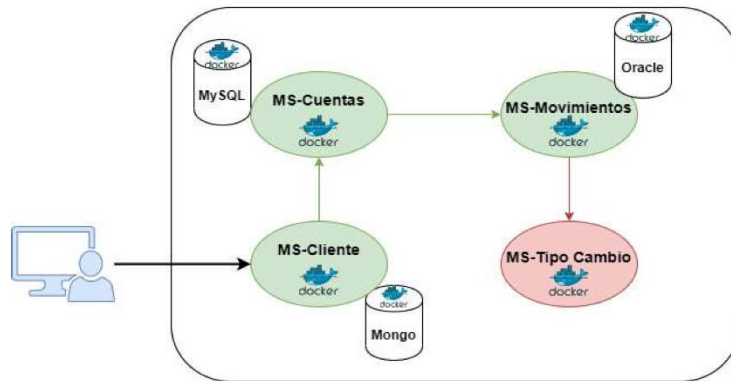 docker
MySQL
MS-Cuentas
docker
MS-Movimientos
docker
docker
Oracle
MS-Cliente
docker
docker
Mongo
MS-Tipo Cambio
docker